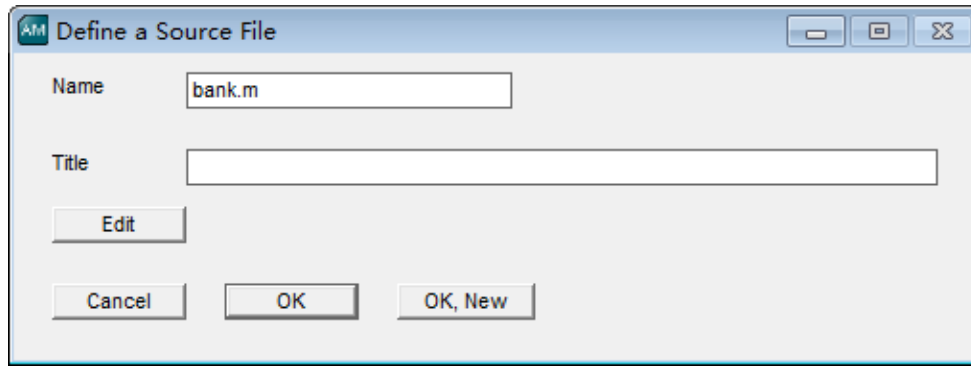 AM Define a Source File
Name bank.m
Title
Edit
Cancel OK OK, New